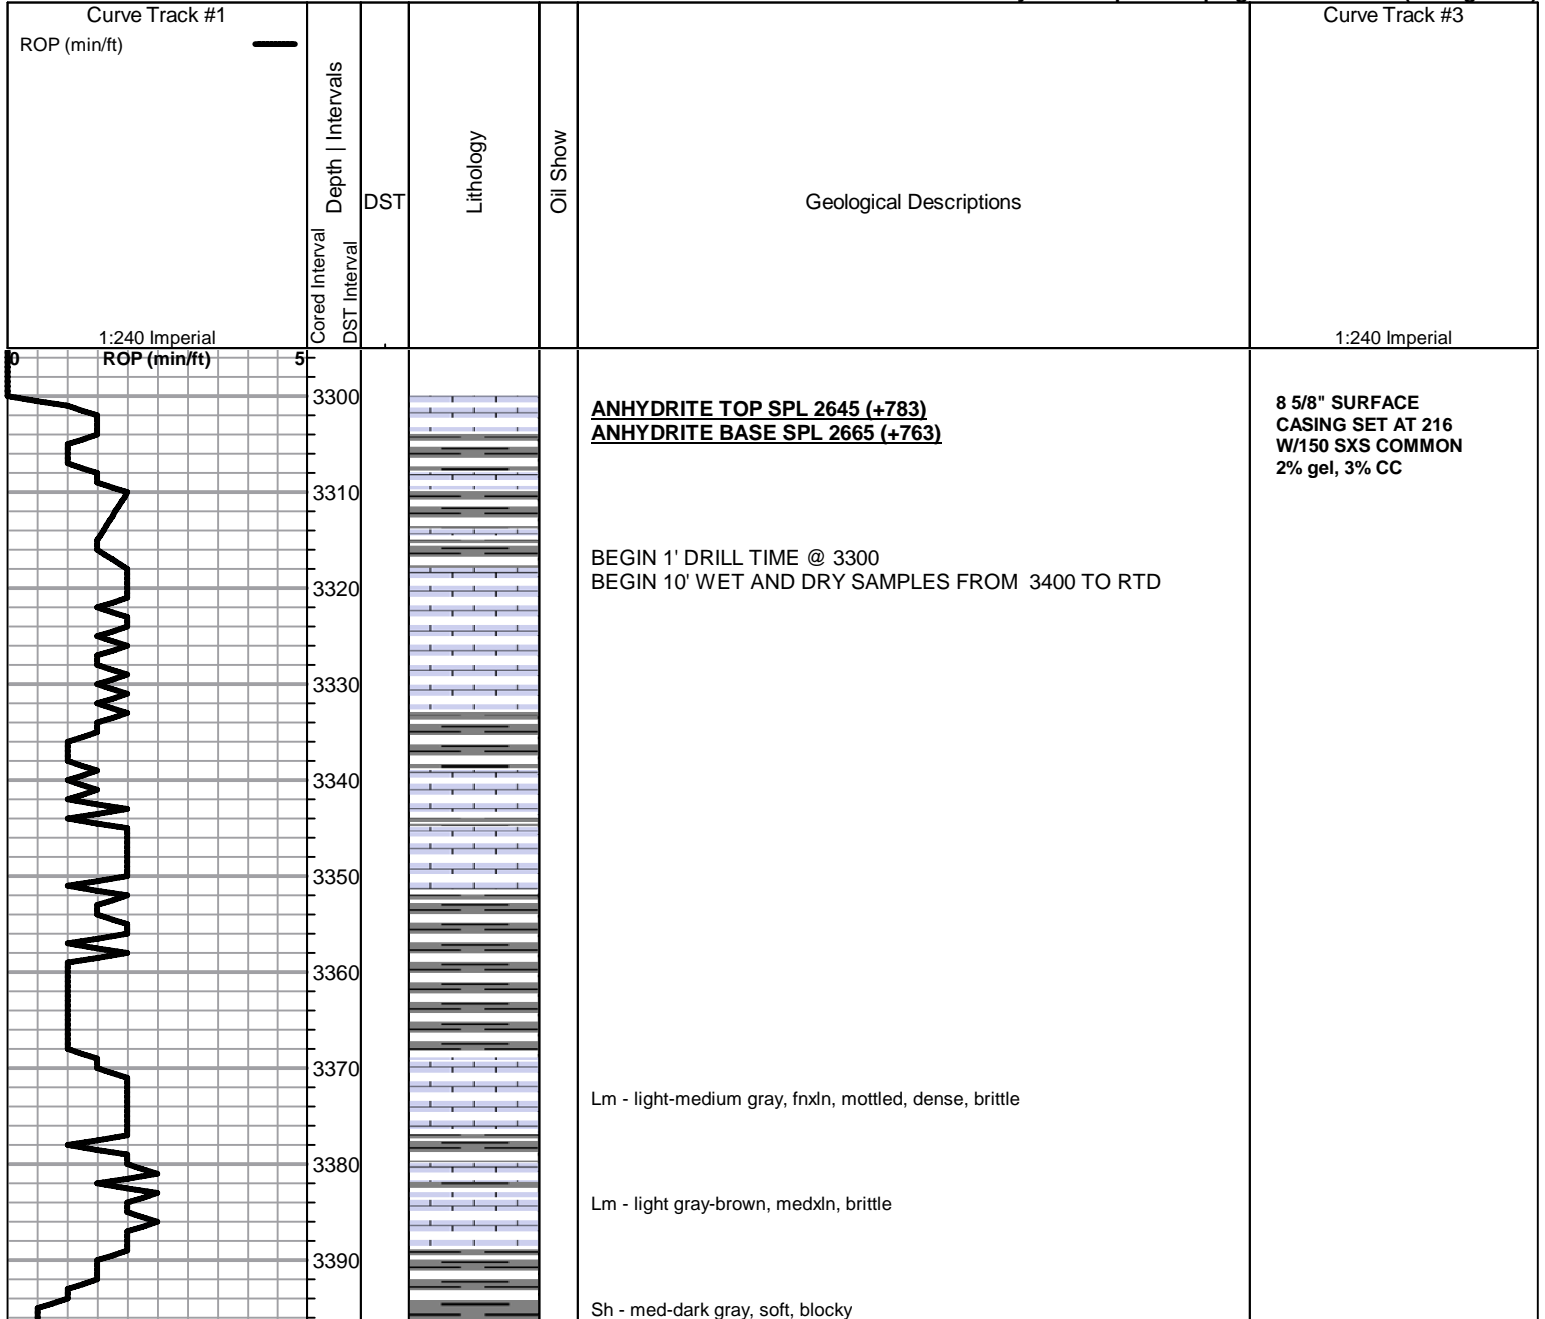 Curve Track #1
ROP (min/ft)
1:240 Imperial
Depth | Intervals
Cored Interval
DST Interval
DST
Lithology
Oil Show
Geological Descriptions
Curve Track #3
1:240 Imperial
0 ROP (min/ft) 5
3300
3310
3320
3330
3340
3350
3360
3370
3380
3390
ANHYDRITE TOP SPL 2645 (+783)
ANHYDRITE BASE SPL 2665 (+763)
BEGIN 1' DRILL TIME @ 3300
BEGIN 10' WET AND DRY SAMPLES FROM 3400 TO RTD
Lm - light-medium gray, fnxln, mottled, dense, brittle
Lm - light gray-brown, medxln, brittle
Sh - med-dark gray, soft, blocky
8 5/8" SURFACE
CASING SET AT 216
W/150 SXS COMMON
2% gel, 3% CC